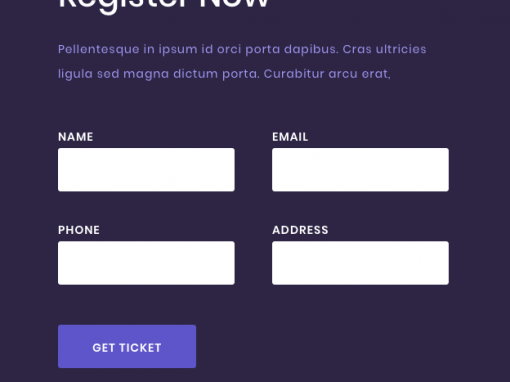 Register Now
Pellentesque in ipsum id orci porta dapibus. Cras ultricies
ligula sed magna dictum porta. Curabitur arcu erat,
NAME
EMAIL
PHONE
ADDRESS
GET TICKET